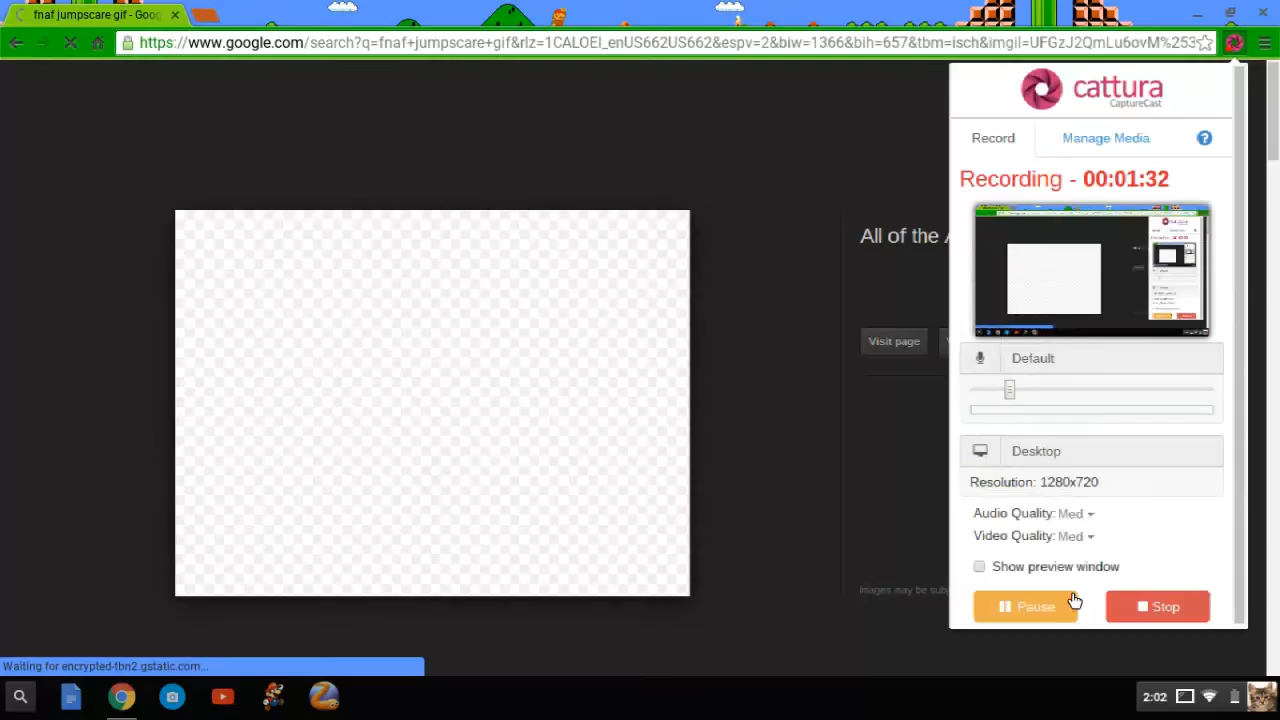 fnaf jumpscare gif - Goo
https://www.google.com/search?q=fnaf+jumpscare+gif&rlz=1CALOEI_enUS662US662&espv=2&biw=1366&bih=657&tbm=isch&imgil=UFGzJ2QmLu6ovM%253
cattura
CaptureCast
Record
Manage Media
?
Recording - 00:01:32
All of the
Visit page
Default
Desktop
Resolution: 1280x720
Audio Quality: Med
Video Quality: Med
Show preview window
Images may be
Pause
Stop
Waiting for encrypted-tbn2.gstatic.com...
2:02